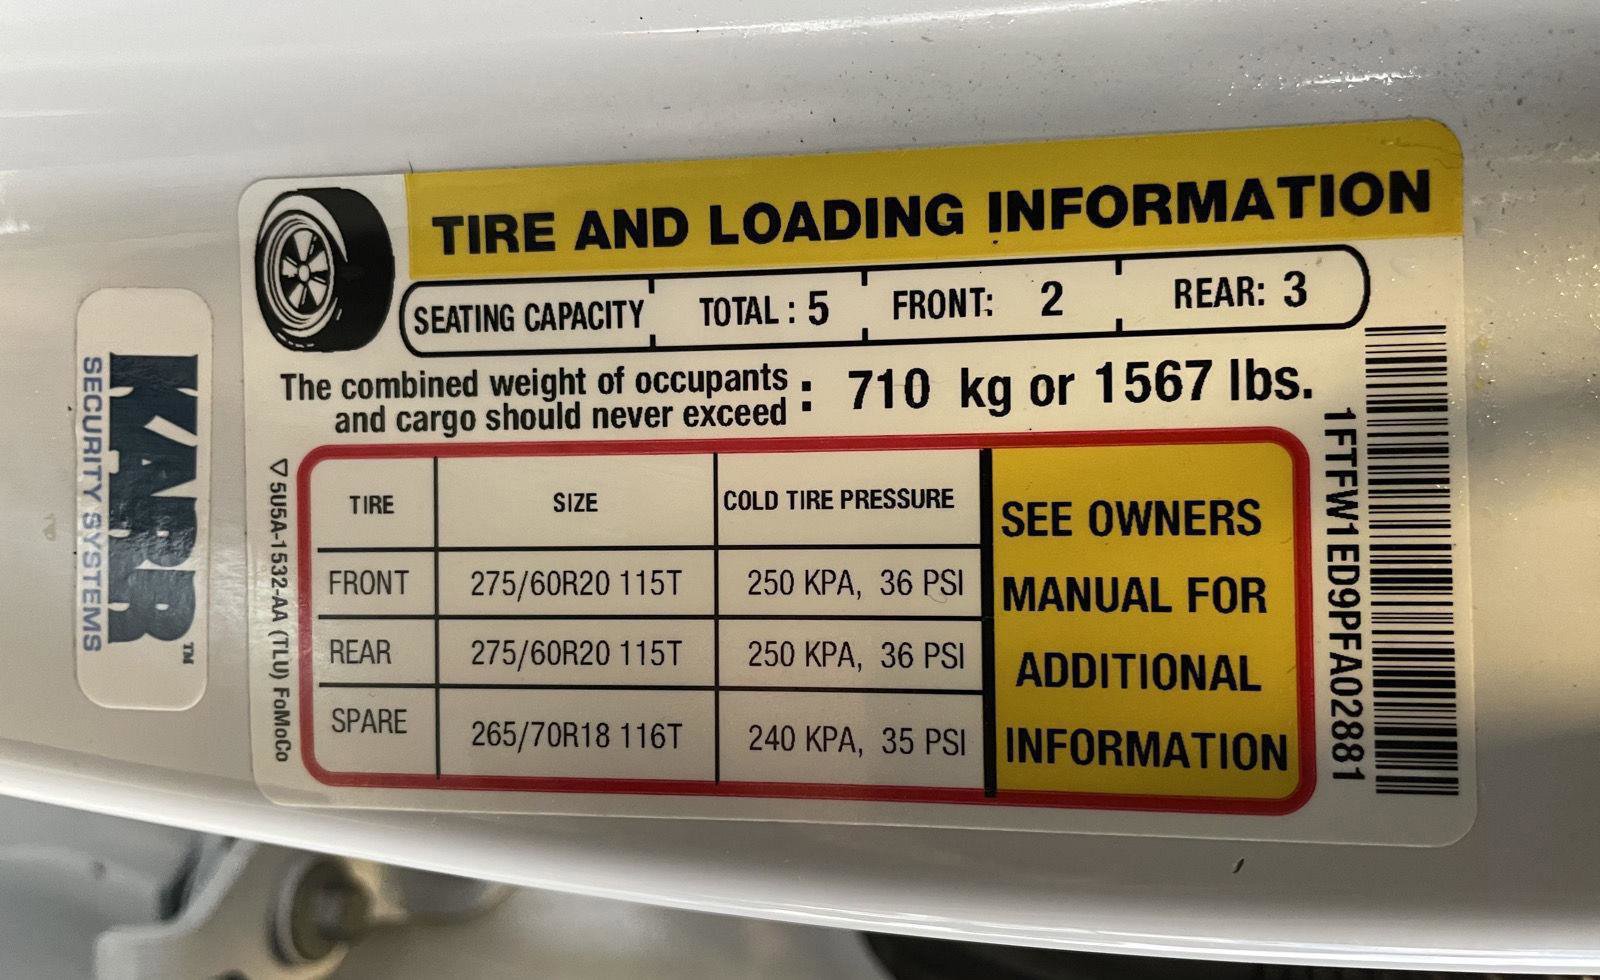 TIRE AND LOADING INFORMATION
SEATING CAPACITY TOTAL : 5 FRONT: 2 REAR: 3
The combined weight of occupants
and cargo should never exceed : 710 kg or 1567 lbs.
TIRE SIZE COLD TIRE PRESSURE
FRONT 275/60R20 115T 250 KPA, 36 PSI
REAR 275/60R20 115T 250 KPA, 36 PSI
SPARE 265/70R18 116T 240 KPA, 35 PSI
SEE OWNERS
MANUAL FOR
ADDITIONAL
INFORMATION
1FTFW1ED9PFA02881
▽5U5A-1532-AA (TLU) FoMoCo
KARR™
SECURITY SYSTEMS